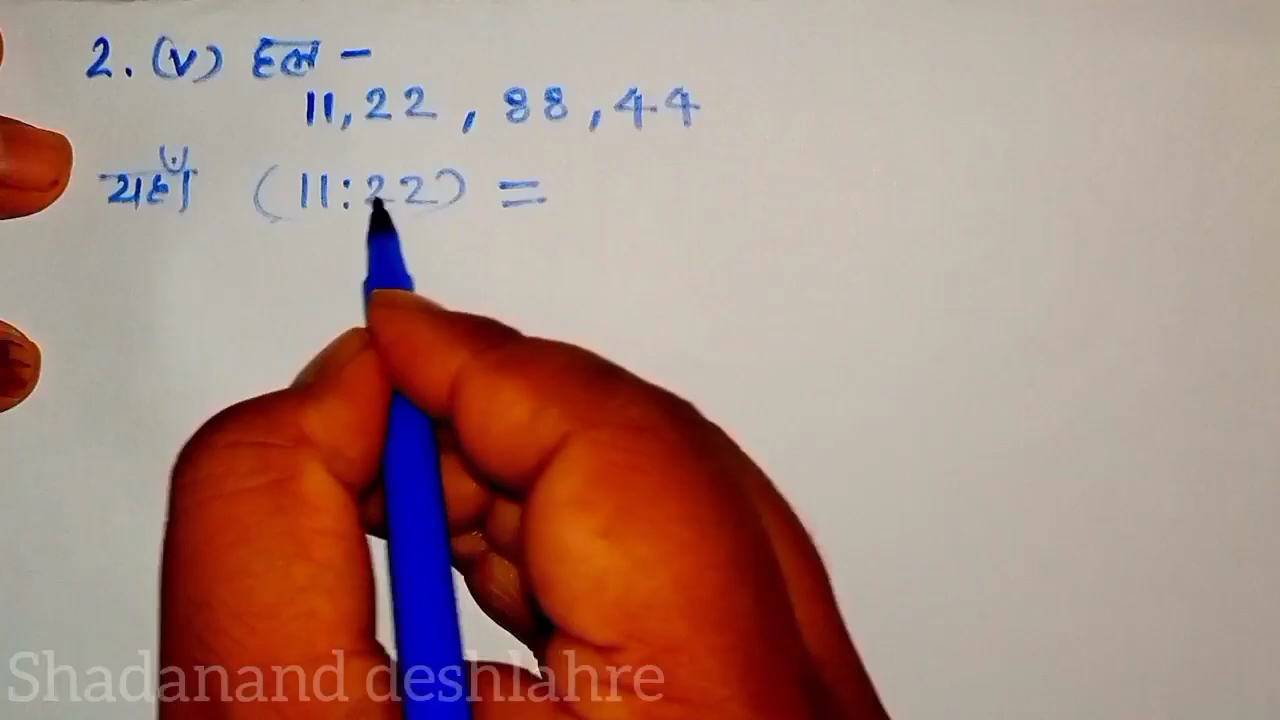 2. (v) हल -
11, 22, 88, 44
यहाँ (11:22) =
Shadanand deshlahre